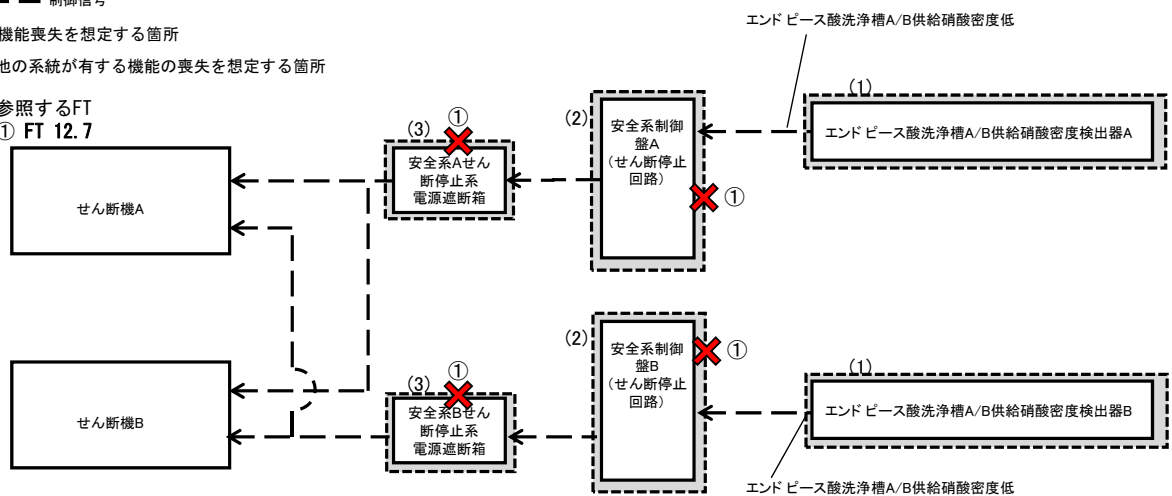 制御信号
機能喪失を想定する箇所
他の系統が有する機能の喪失を想定する箇所
参照するFT
① FT 12.7
エンドピース酸洗浄槽A/B供給硝酸密度低
(1)
エンドピース酸洗浄槽A/B供給硝酸密度検出器A
(2)
安全系制御
盤A
(せん断停止
回路)
①
(3)
①
安全系Aせん
断停止系
電源遮断箱
せん断機A
せん断機B
(3)
①
安全系Bせん
断停止系
電源遮断箱
(2)
安全系制御
盤B
(せん断停止
回路)
①
(1)
エンドピース酸洗浄槽A/B供給硝酸密度検出器B
エンドピース酸洗浄槽A/B供給硝酸密度低